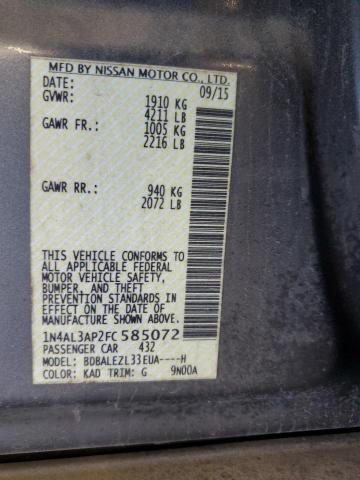 MFD BY NISSAN MOTOR CO., LTD.
DATE: 09/15
GVWR: 1910 KG
4211 LB
GAWR FR.: 1005 KG
2216 LB
GAWR RR.: 940 KG
2072 LB
THIS VEHICLE CONFORMS TO
ALL APPLICABLE FEDERAL
MOTOR VEHICLE SAFETY,
BUMPER, AND THEFT
PREVENTION STANDARDS
IN EFFECT ON THE DATE OF
MANUFACTURE SHOWN ABOVE.
1N4AL3AP2FC585072
PASSENGER CAR 432
MODEL: BDBALEZL33EUA----H
COLOR: KAD TRIM: G 9N00A